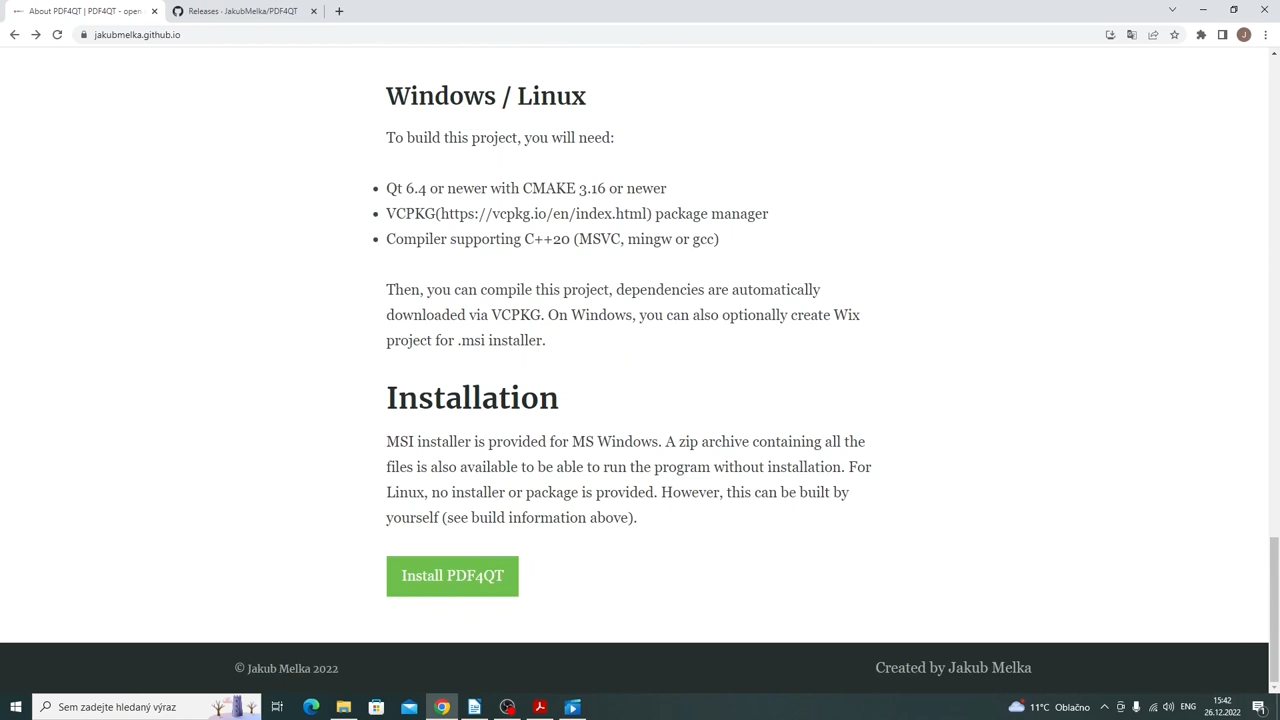 About PDF4QT | PDF4QT - open
Releases · JakubMelka/PDF4QT
jakubmelka.github.io
J
Windows / Linux
To build this project, you will need:
Qt 6.4 or newer with CMAKE 3.16 or newer
VCPKG(https://vcpkg.io/en/index.html) package manager
Compiler supporting C++20 (MSVC, mingw or gcc)
Then, you can compile this project, dependencies are automatically
downloaded via VCPKG. On Windows, you can also optionally create Wix
project for .msi installer.
Installation
MSI installer is provided for MS Windows. A zip archive containing all the
files is also available to be able to run the program without installation. For
Linux, no installer or package is provided. However, this can be built by
yourself (see build information above).
Install PDF4QT
© Jakub Melka 2022
Created by Jakub Melka
Sem zadejte hledaný výraz
11°C Oblačno
ENG
15:42
26.12.2022
1